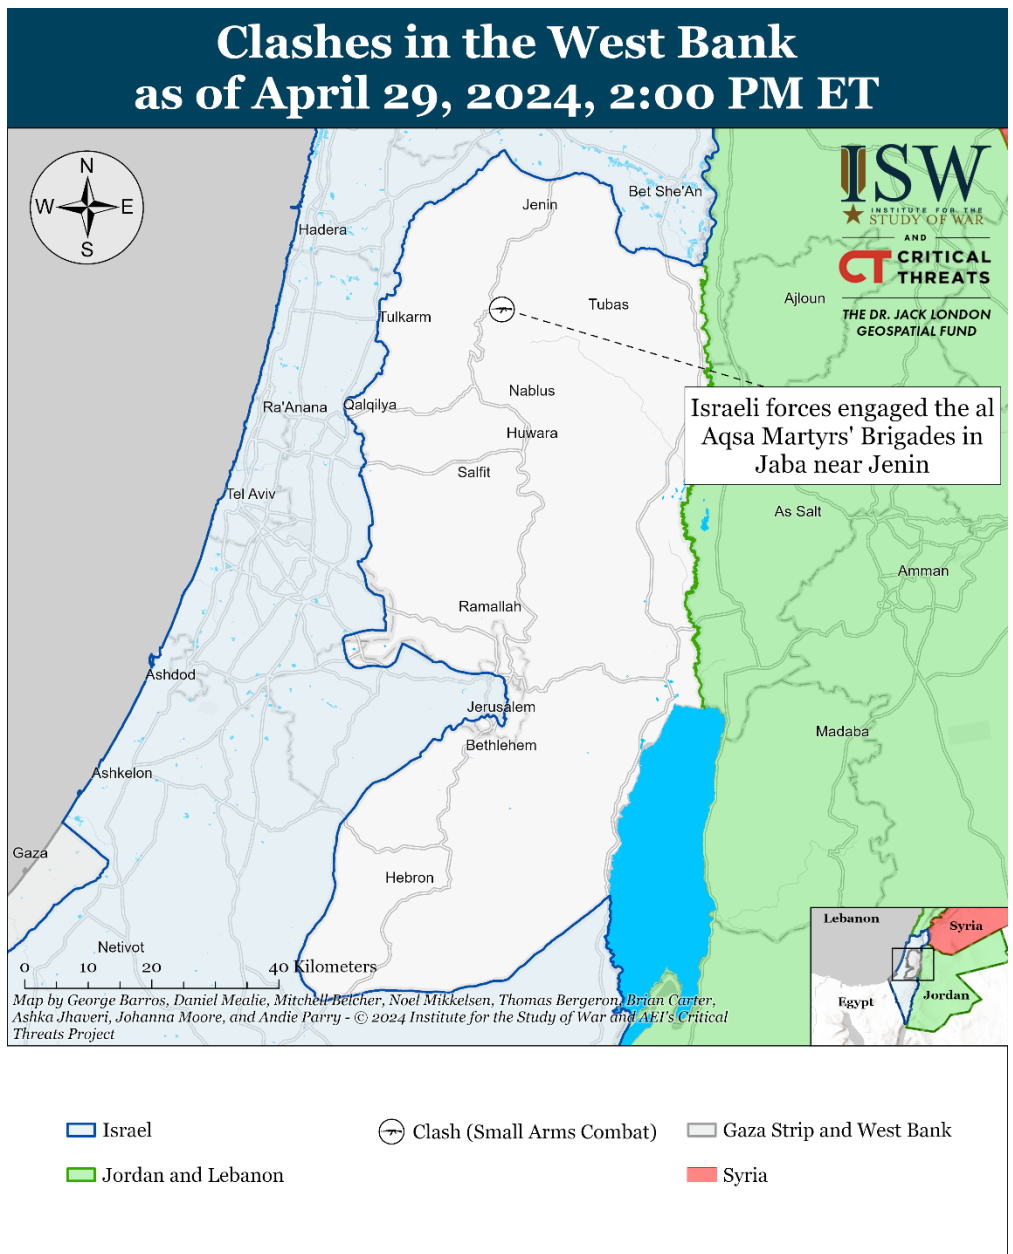 Clashes in the West Bank
as of April 29, 2024, 2:00 PM ET
N
W
E
S
ISW
INSTITUTE FOR THE
STUDY OF WAR
AND
CT CRITICAL
THREATS
THE DR. JACK LONDON
GEOSPATIAL FUND
Bet She'An
Jenin
Hadera
Ajloun
Tubas
Tulkarm
Nablus
Ra'Anana
Qalqilya
Israeli forces engaged the al
Aqsa Martyrs' Brigades in
Jaba near Jenin
Huwara
Salfit
Tel Aviv
As Salt
Amman
Ramallah
Ashdod
Jerusalem
Madaba
Bethlehem
Ashkelon
Gaza
Hebron
Netivot
Lebanon
Syria
Egypt
Jordan
0 10 20 40 Kilometers
Map by George Barros, Daniel Mealie, Mitchell Belcher, Noel Mikkelsen, Thomas Bergeron, Brian Carter,
Ashka Jhaveri, Johanna Moore, and Andie Parry - © 2024 Institute for the Study of War and AEI's Critical
Threats Project
Israel
Clash (Small Arms Combat)
Gaza Strip and West Bank
Jordan and Lebanon
Syria